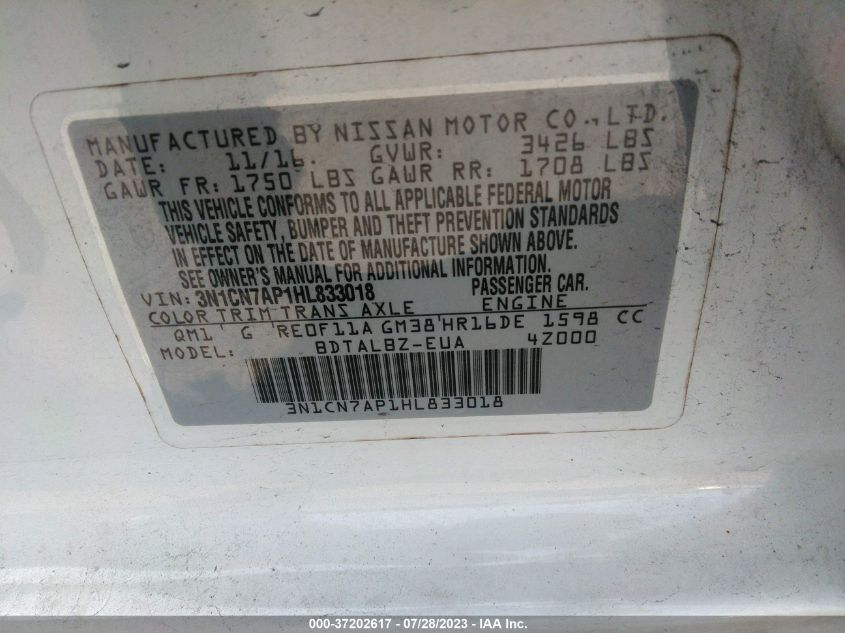 MANUFACTURED BY NISSAN MOTOR CO., LTD.
DATE: 11/16. GVWR: 3426 LBS
GAWR FR: 1750 LBS GAWR RR: 1708 LBS
THIS VEHICLE CONFORMS TO ALL APPLICABLE FEDERAL MOTOR
VEHICLE SAFETY, BUMPER AND THEFT PREVENTION STANDARDS
IN EFFECT ON THE DATE OF MANUFACTURE SHOWN ABOVE.
SEE OWNER'S MANUAL FOR ADDITIONAL INFORMATION.
VIN: 3N1CN7AP1HL833018 PASSENGER CAR.
COLOR TRIM TRANS AXLE ENGINE
QM1 G RE0F11A GM38 HR16DE 1598 CC
MODEL: BDTALBZ-EUA 4Z000
3N1CN7AP1HL833018
000-37202617 - 07/28/2023 - IAA Inc.